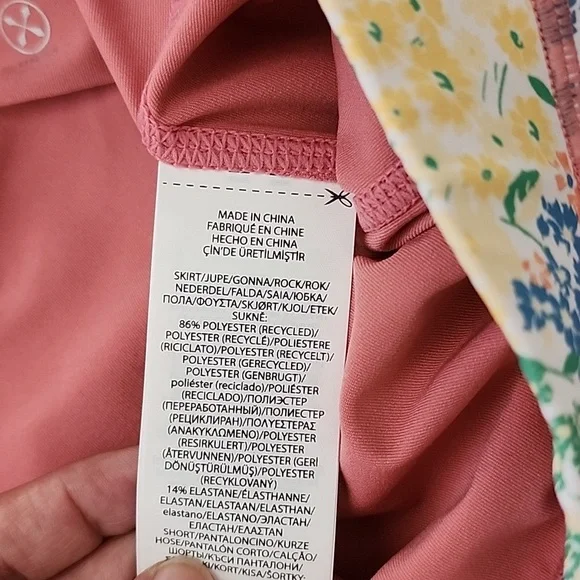 MADE IN CHINA
FABRIQUÉ EN CHINE
HECHO EN CHINA
ÇİN'DE ÜRETİLMİŞTİR
SKIRT/JUPE/GONNA/ROCK/ROK/
NEDERDEL/FALDA/SAIA/ЮБКА/
ПОЛА/ΦΟΥΣΤΑ/SKJØRT/KJOL/ETEK/
SUKNĚ:
86% POLYESTER (RECYCLED)/
POLYESTER (RECYCLÉ)/POLIESTERE
(RICICLATO)/POLYESTER (RECYCELT)/
POLYESTER (GERECYCLED)/
POLYESTER (GENBRUGT)/
poliéster (reciclado)/POLIÉSTER
(RECICLADO)/ПОЛИЭСТЕР
(ПЕРЕРАБОТАННЫЙ)/ПОЛИЕСТЕР
(РЕЦИКЛИРАН)/ΠΟΛΥΕΣΤΕΡΑΣ
(ΑΝΑΚΥΚΛΩΜΕΝΟ)/POLYESTER
(RESIRKULERT)/POLYESTER
(ÅTERVUNNEN)/POLYESTER (GERİ
DÖNÜŞTÜRÜLMÜŞ)/POLYESTER
(RECYKLOVANÝ)
14% ELASTANE/ÉLASTHANNE/
ELASTAN/ELASTAAN/ELASTHAN/
elastano/ELASTANO/ЭЛАСТАН/
ЕЛАСТАН/ΕΛΑΣΤΑΝ
SHORT/PANTALONCINO/KURZE
HOSE/PANTALÓN CORTO/CALÇÃO/
ШОРТЫ/КЪСИ ПАНТАЛОНИ/
KORT/KISA/ŠORTKY: